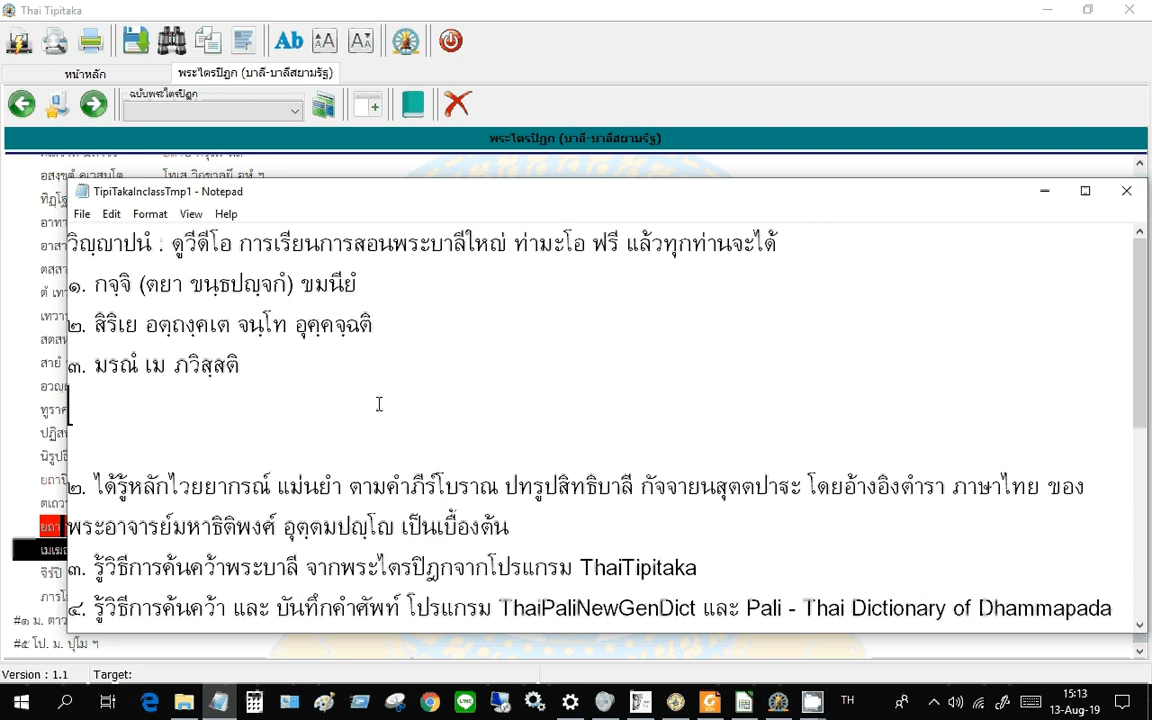 Thai Tipitaka
Ab
หน้าหลัก
พระไตรปิฎก (บาลี-บาลีสยามรัฐ)
ฉบับพระไตรปิฎก
พระไตรปิฎก (บาลี-บาลีสยามรัฐ)
TipiTakaInclassTmp1 - Notepad
File Edit Format View Help
วิญฺญาปนํ : ดูวีดีโอ การเรียนการสอนพระบาลีใหญ่ ท่ามะโอ ฟรี แล้วทุกท่านจะได้
๑. กจฺจิ (ตยา ขนฺธปญฺจกํ) ขมนียํ
๒. สิริเย อตฺถงฺคเต จนฺโท อุคฺคจฺฉติ
๓. มรณํ เม ภวิสฺสติ
๒. ได้รู้หลักไวยยากรณ์ แม่นยำ ตามคำภีร์โบราณ ปทรูปสิทธิบาลี กัจจายนสุตตปาฐะ โดยอ้างอิงตำรา ภาษาไทย ของ
พระอาจารย์มหาธิติพงศ์ อุตฺตมปญฺโญ เป็นเบื้องต้น
๓. รู้วิธีการค้นคว้าพระบาลี จากพระไตรปิฎกจากโปรแกรม ThaiTipitaka
๔. รู้วิธีการค้นคว้า และ บันทึกคำศัพท์ โปรแกรม ThaiPaliNewGenDict และ Pali - Thai Dictionary of Dhammapada
#๕ โป. ม. ปุโม ฯ
Version : 1.1 Target:
TH
15:13
13-Aug-19